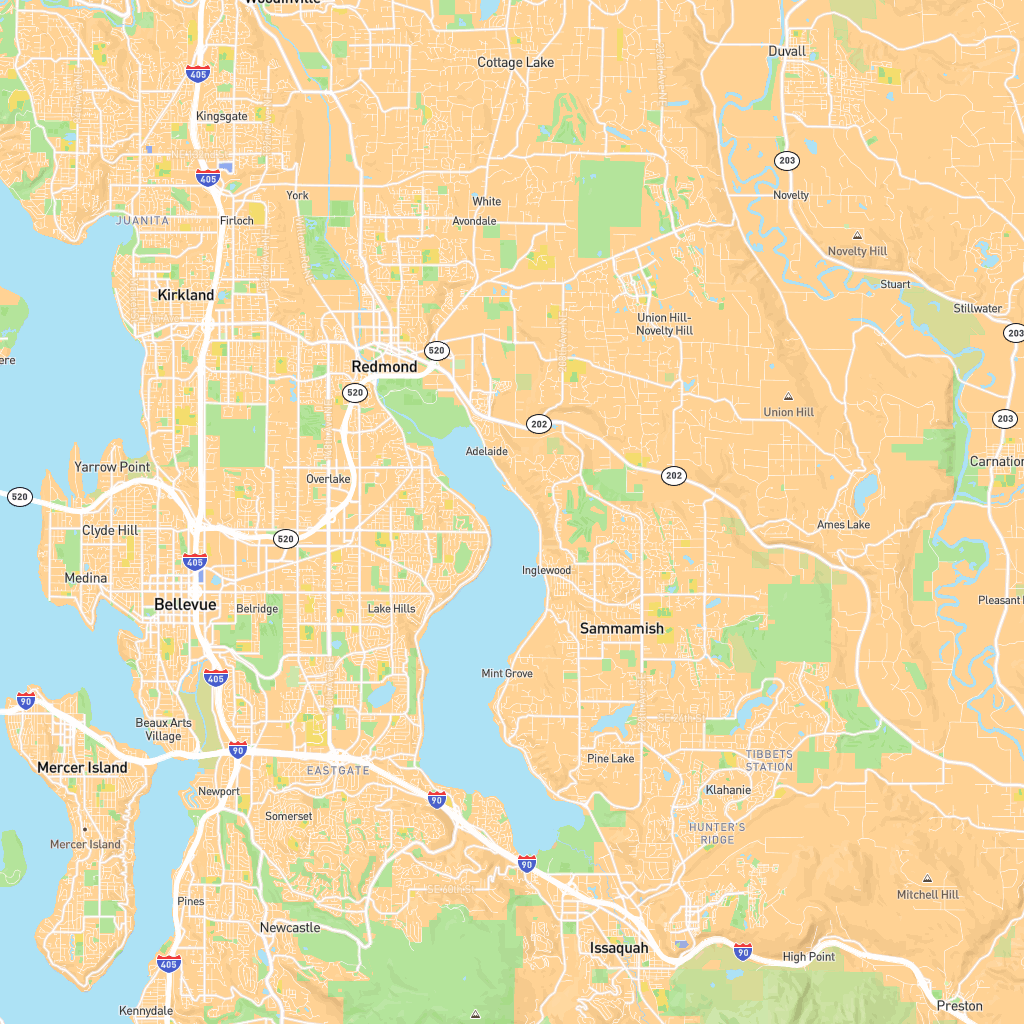 Woodinville
Duvall
Cottage Lake
405
Kingsgate
203
405
York
White
Novelty
JUANITA
Firloch
Avondale
Novelty Hill
Stuart
Kirkland
Stillwater
Union Hill-
Novelty Hill
203
520
ere
Redmond
520
Union Hill
203
202
Adelaide
Carnation
Yarrow Point
Overlake
202
520
Clyde Hill
Ames Lake
520
405
Inglewood
Medina
Bellevue
Belridge
Lake Hills
Pleasant
Sammamish
Mint Grove
405
90
Beaux Arts
Village
90
Pine Lake
TIBBETS
STATION
Mercer Island
EASTGATE
Newport
90
Klahanie
Somerset
HUNTER'S
RIDGE
Mercer Island
90
SE 60th St
Mitchell Hill
Pines
Newcastle
Issaquah
90
High Point
405
Kennydale
Preston